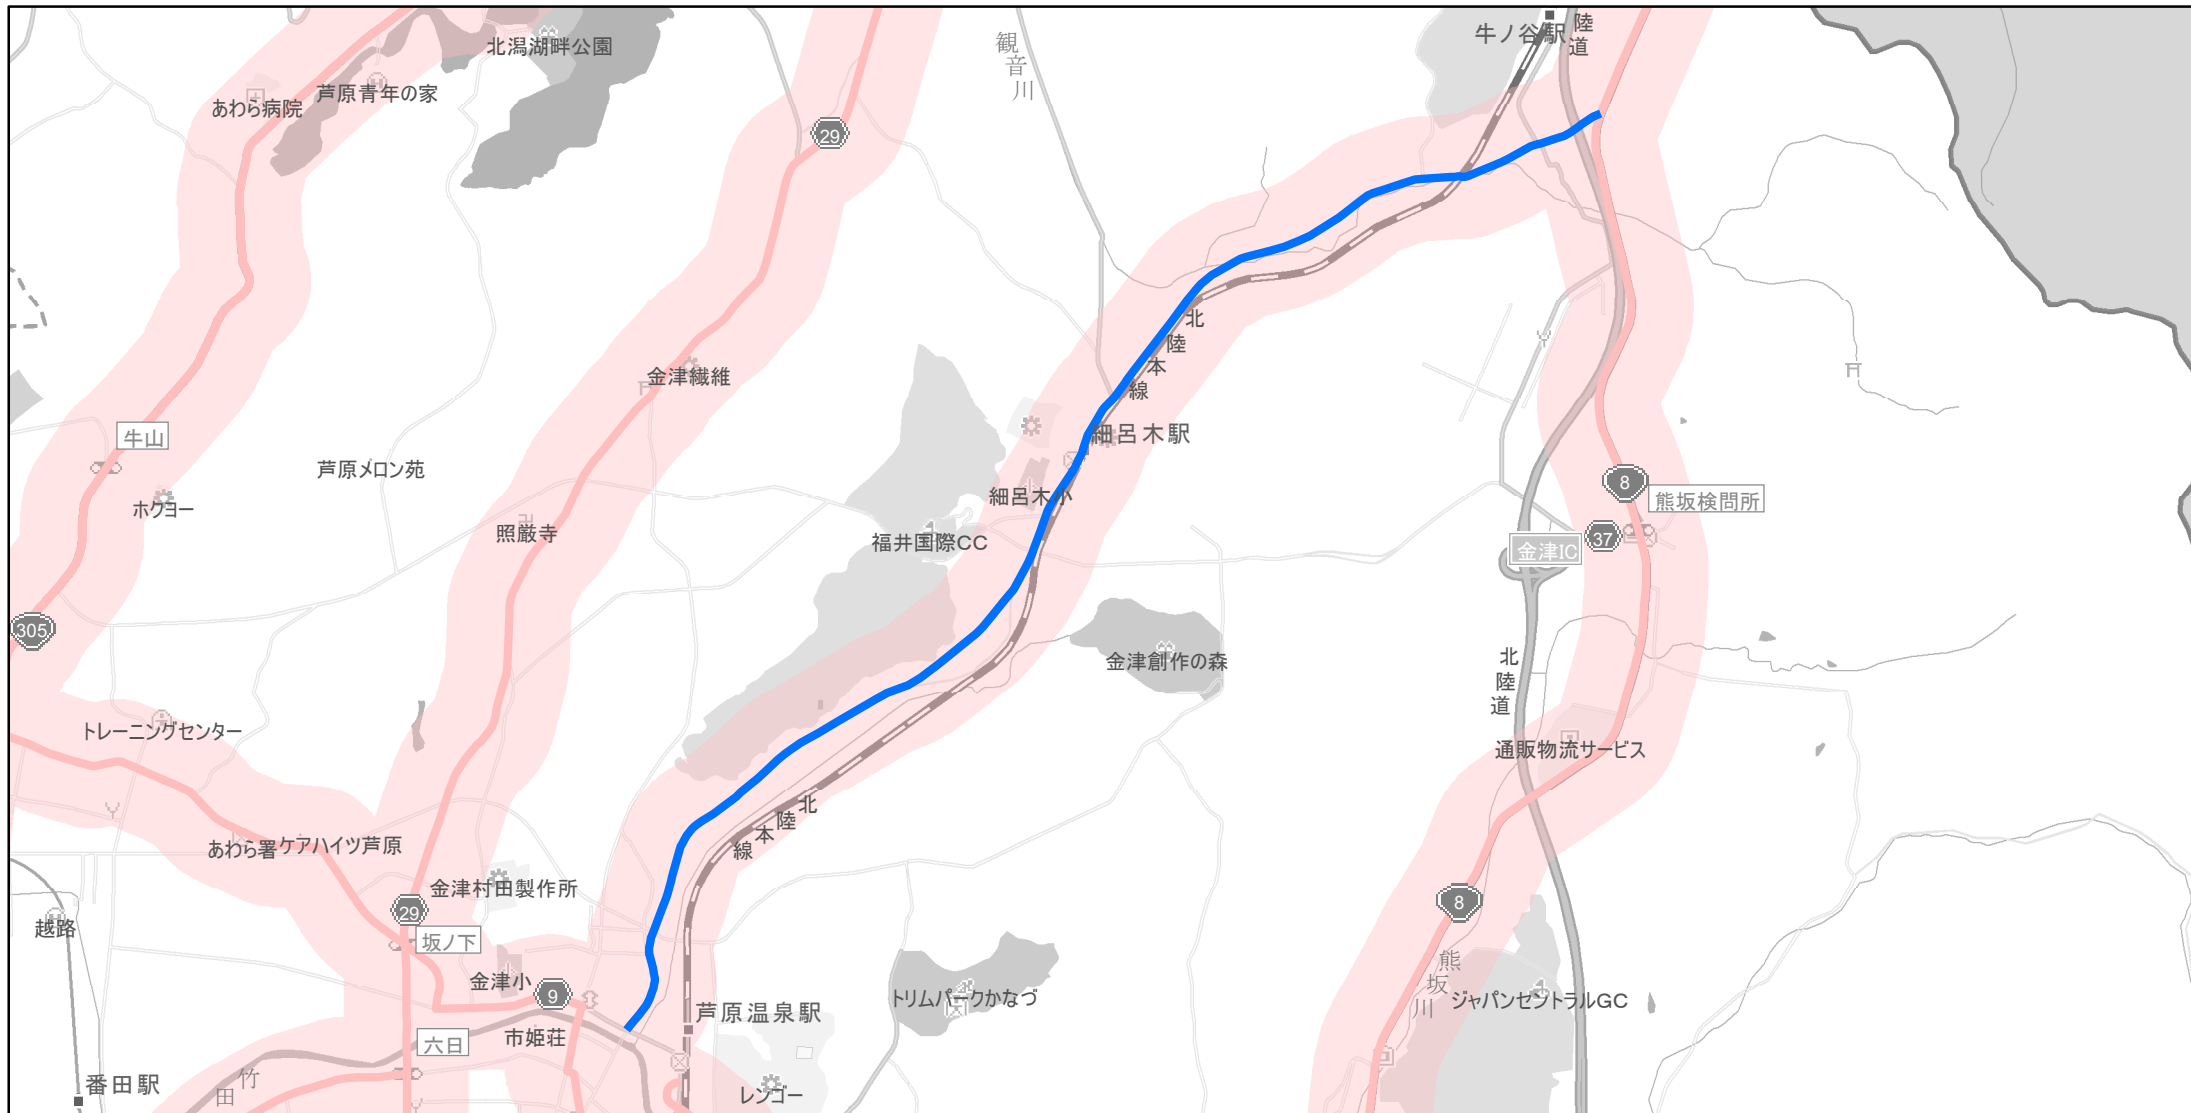 牛ノ谷駅
陸道
北潟湖畔公園
観音川
芦原青年の家
あわら病院
29
北陸本線
金津繊維
牛山
細呂木駅
芦原メロン苑
8
熊坂検問所
細呂木小
ホクヨー
照厳寺
福井国際CC
37
金津IC
305
金津創作の森
北陸道
トレーニングセンター
通販物流サービス
北陸本線
あわら署
ケアハイツ芦原
金津村田製作所
29
8
越路
坂ノ下
熊坂川
金津小
9
トリムパークかなづ
ジャパンセントラルGC
芦原温泉駅
市姫荘
六日
竹田
番田駅
レンゴー